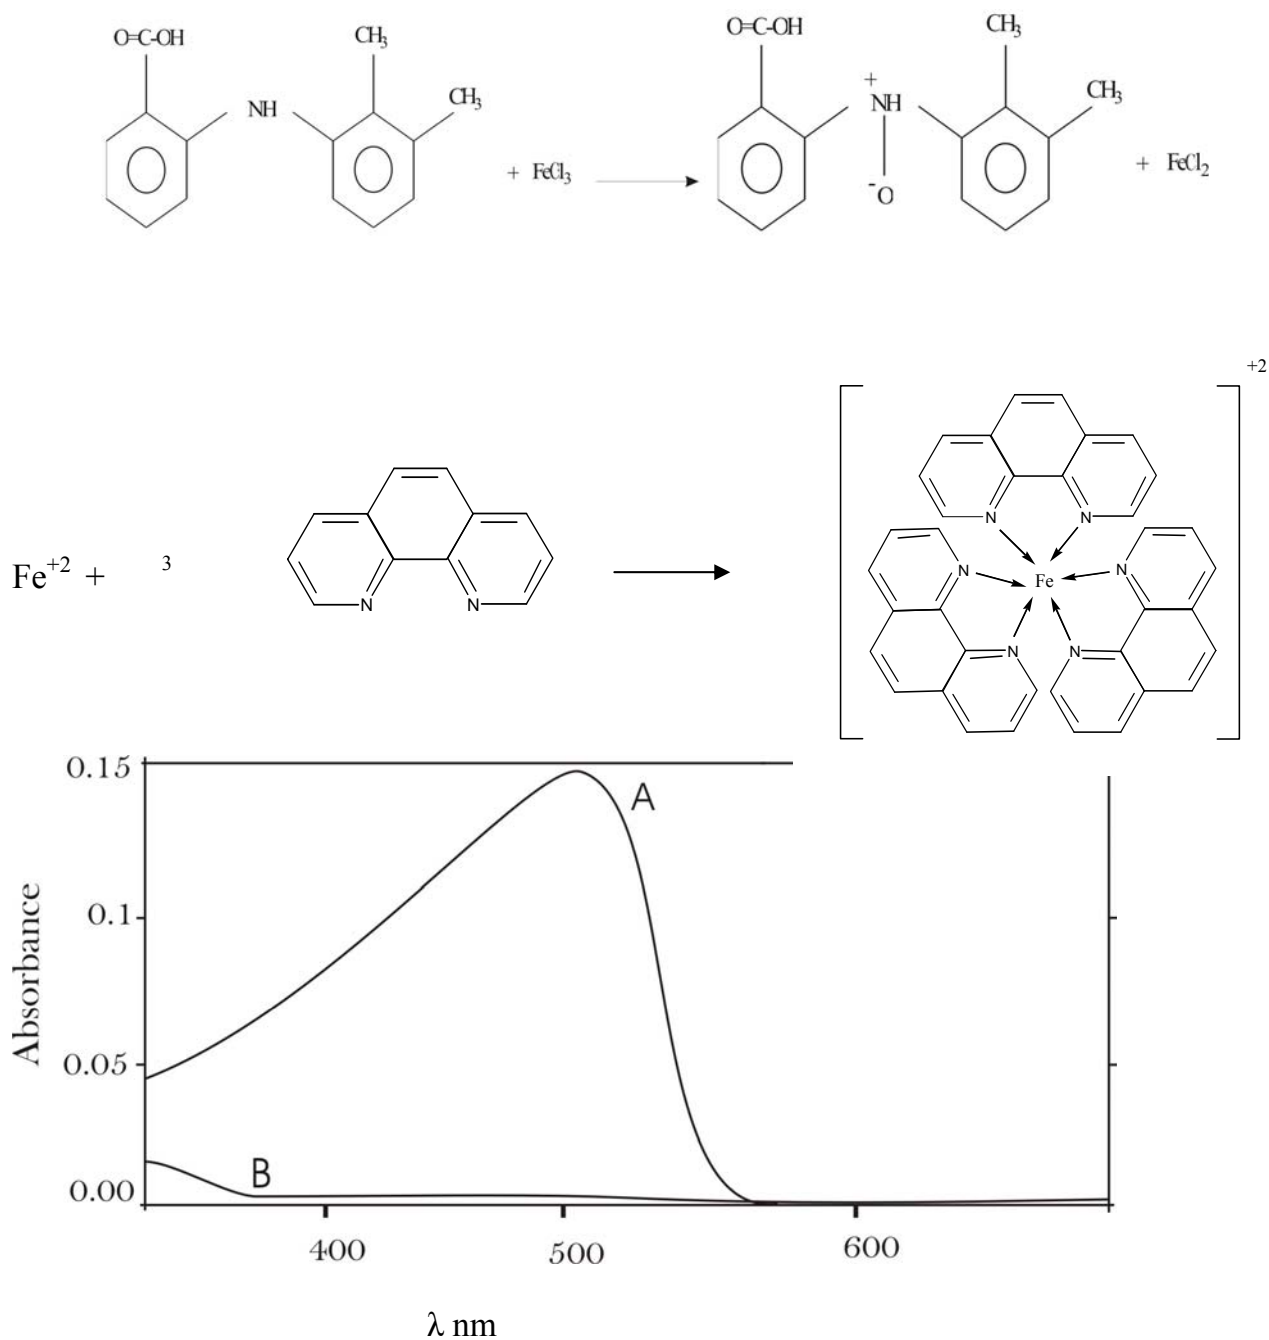 O=C-OH CH₃ CH₃ NH + FeCl₃
O=C-OH CH₃ CH₃ + NH -O + FeCl₂
Fe⁺² + 3 N N
+2
N N
N Fe N
N N
0.15
A
0.1
Absorbance
0.05
B
0.00
400 500 600
λ nm